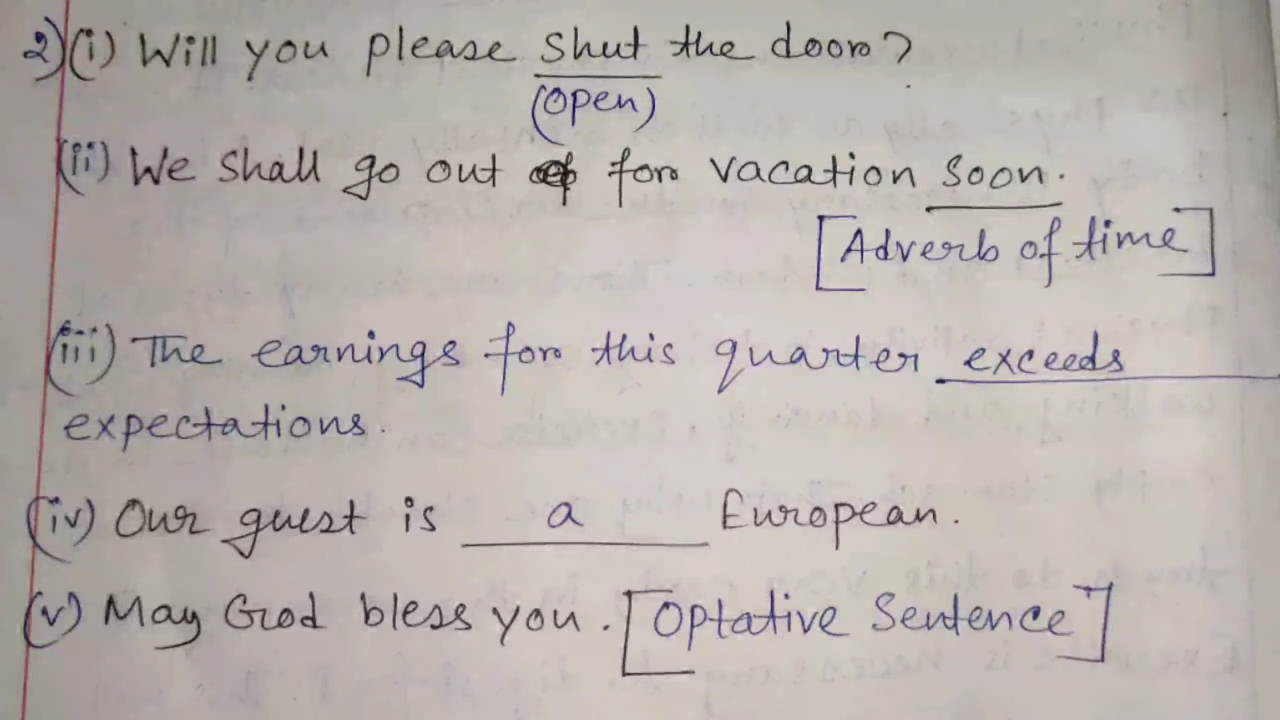 2)(i) Will you please shut the door?
(open)
(ii) We shall go out for vacation soon.
[Adverb of time]
(iii) The earnings for this quarter exceeds
expectations.
(iv) Our guest is a European.
(v) May God bless you. [Optative Sentence]